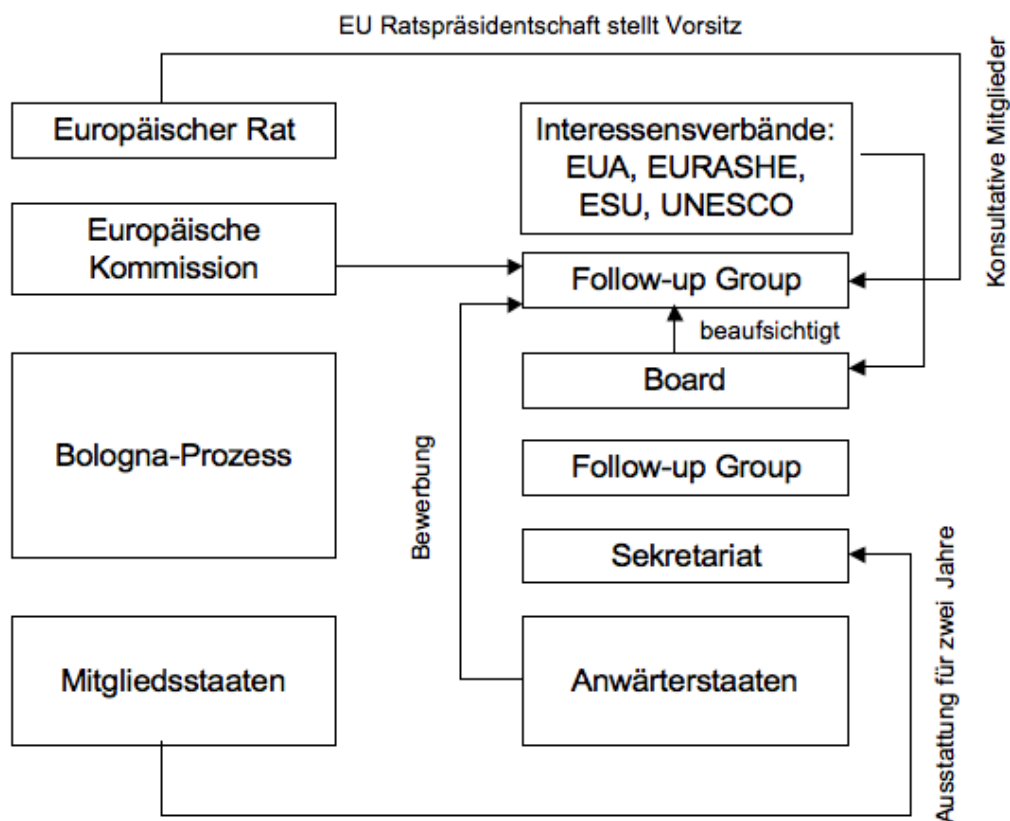 EU Ratspräsidentschaft stellt Vorsitz
Europäischer Rat
Interessensverbände:
EUA, EURASHE,
ESU, UNESCO
Konsultative Mitglieder
Europäische
Kommission
Follow-up Group
beaufsichtigt
Board
Bologna-Prozess
Bewerbung
Follow-up Group
Sekretariat
Mitgliedsstaaten
Anwärterstaaten
Ausstattung für zwei Jahre